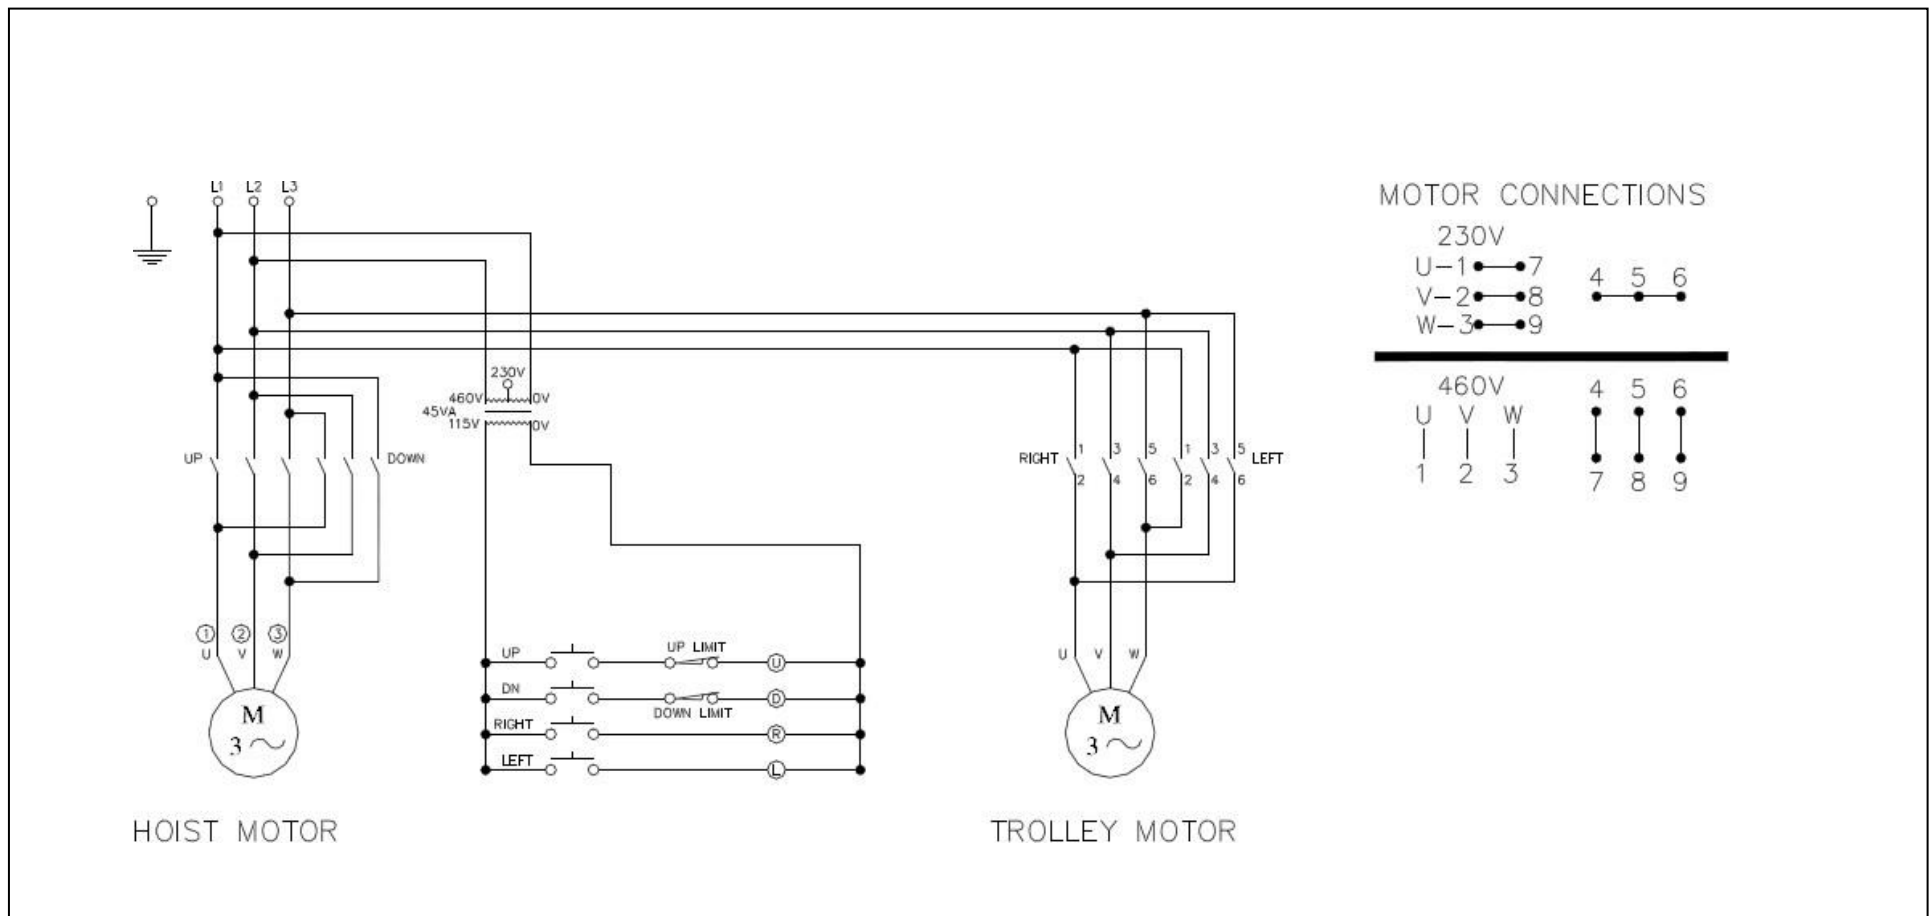 L1 L2 L3
MOTOR CONNECTIONS
230V
U-1 7
V-2 8
W-3 9
4 5 6
460V
U V W
1 2 3
4 5 6
7 8 9
230V
460V 0V
45VA
115V 0V
UP DOWN
RIGHT 1 3 5 1 3 5 LEFT
2 4 6 2 4 6
1 2 3
U V W
M
3
HOIST MOTOR
UP UP LIMIT U
DN DOWN LIMIT D
RIGHT R
LEFT L
U V W
M
3
TROLLEY MOTOR